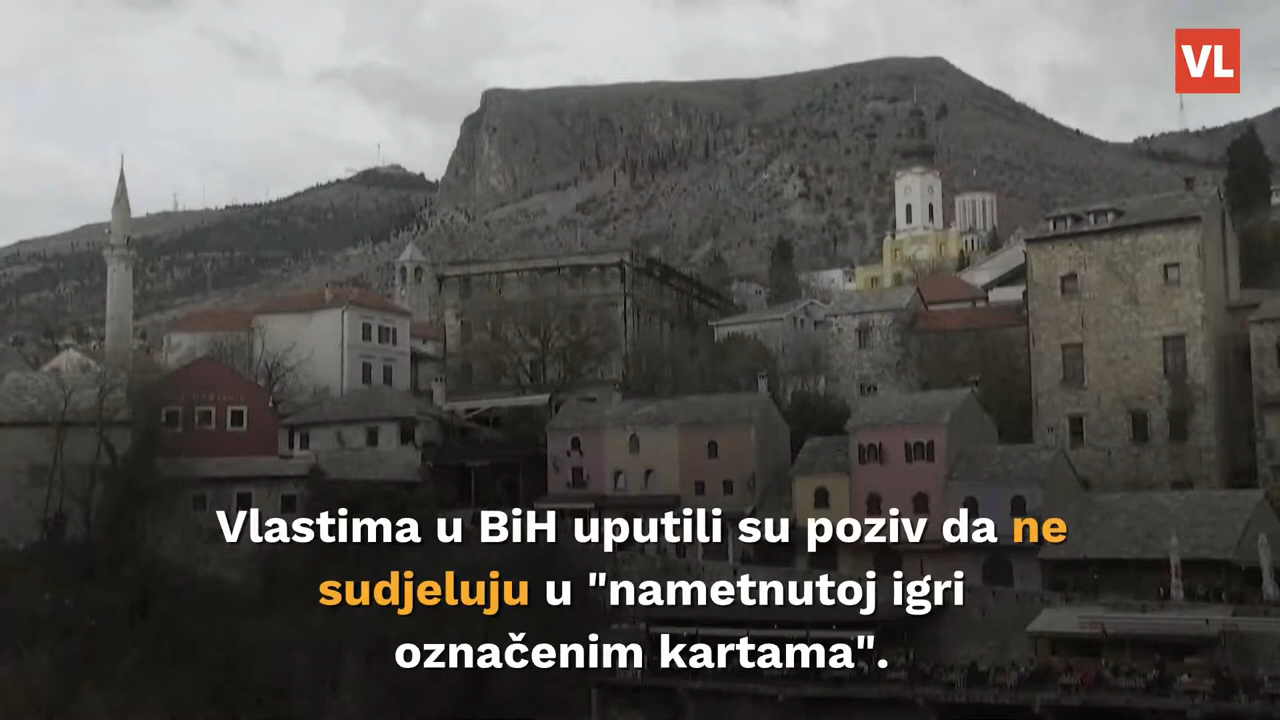 VL
Vlastima u BiH uputili su poziv da ne
sudjeluju u "nametnutoj igri
označenim kartama".